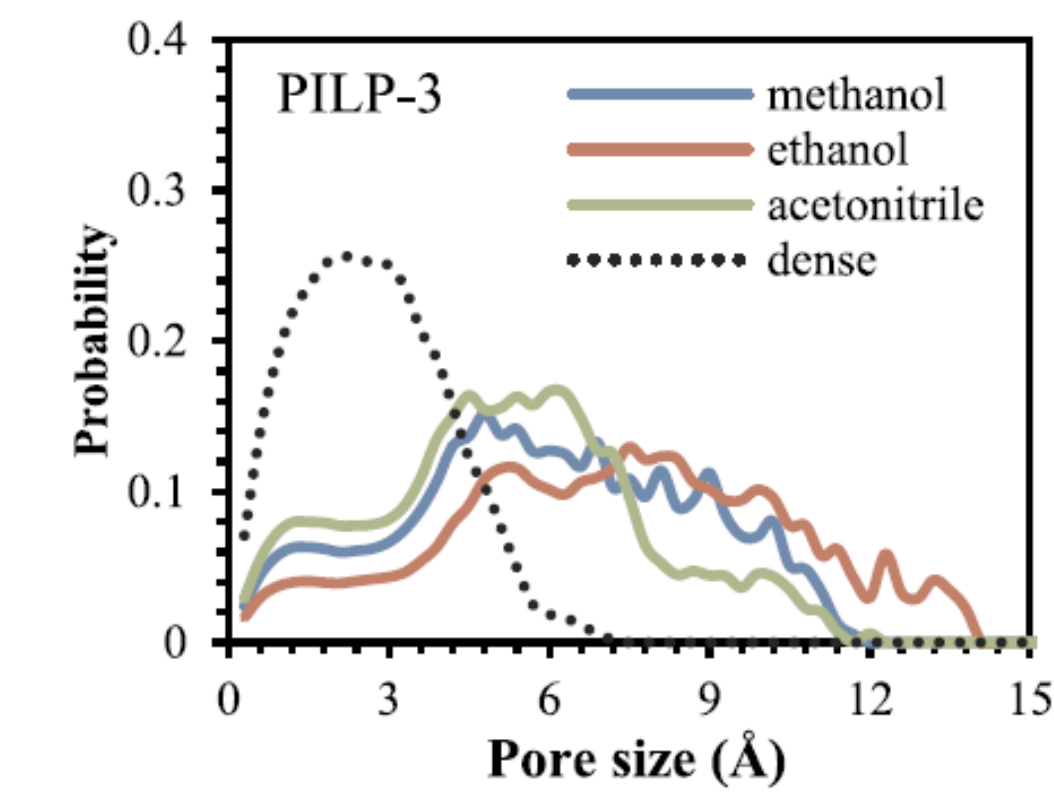 0.4
PILP-3
methanol
ethanol
0.3
acetonitrile
dense
Probability
0.2
0.1
0
0 3 6 9 12 15
Pore size (Å)